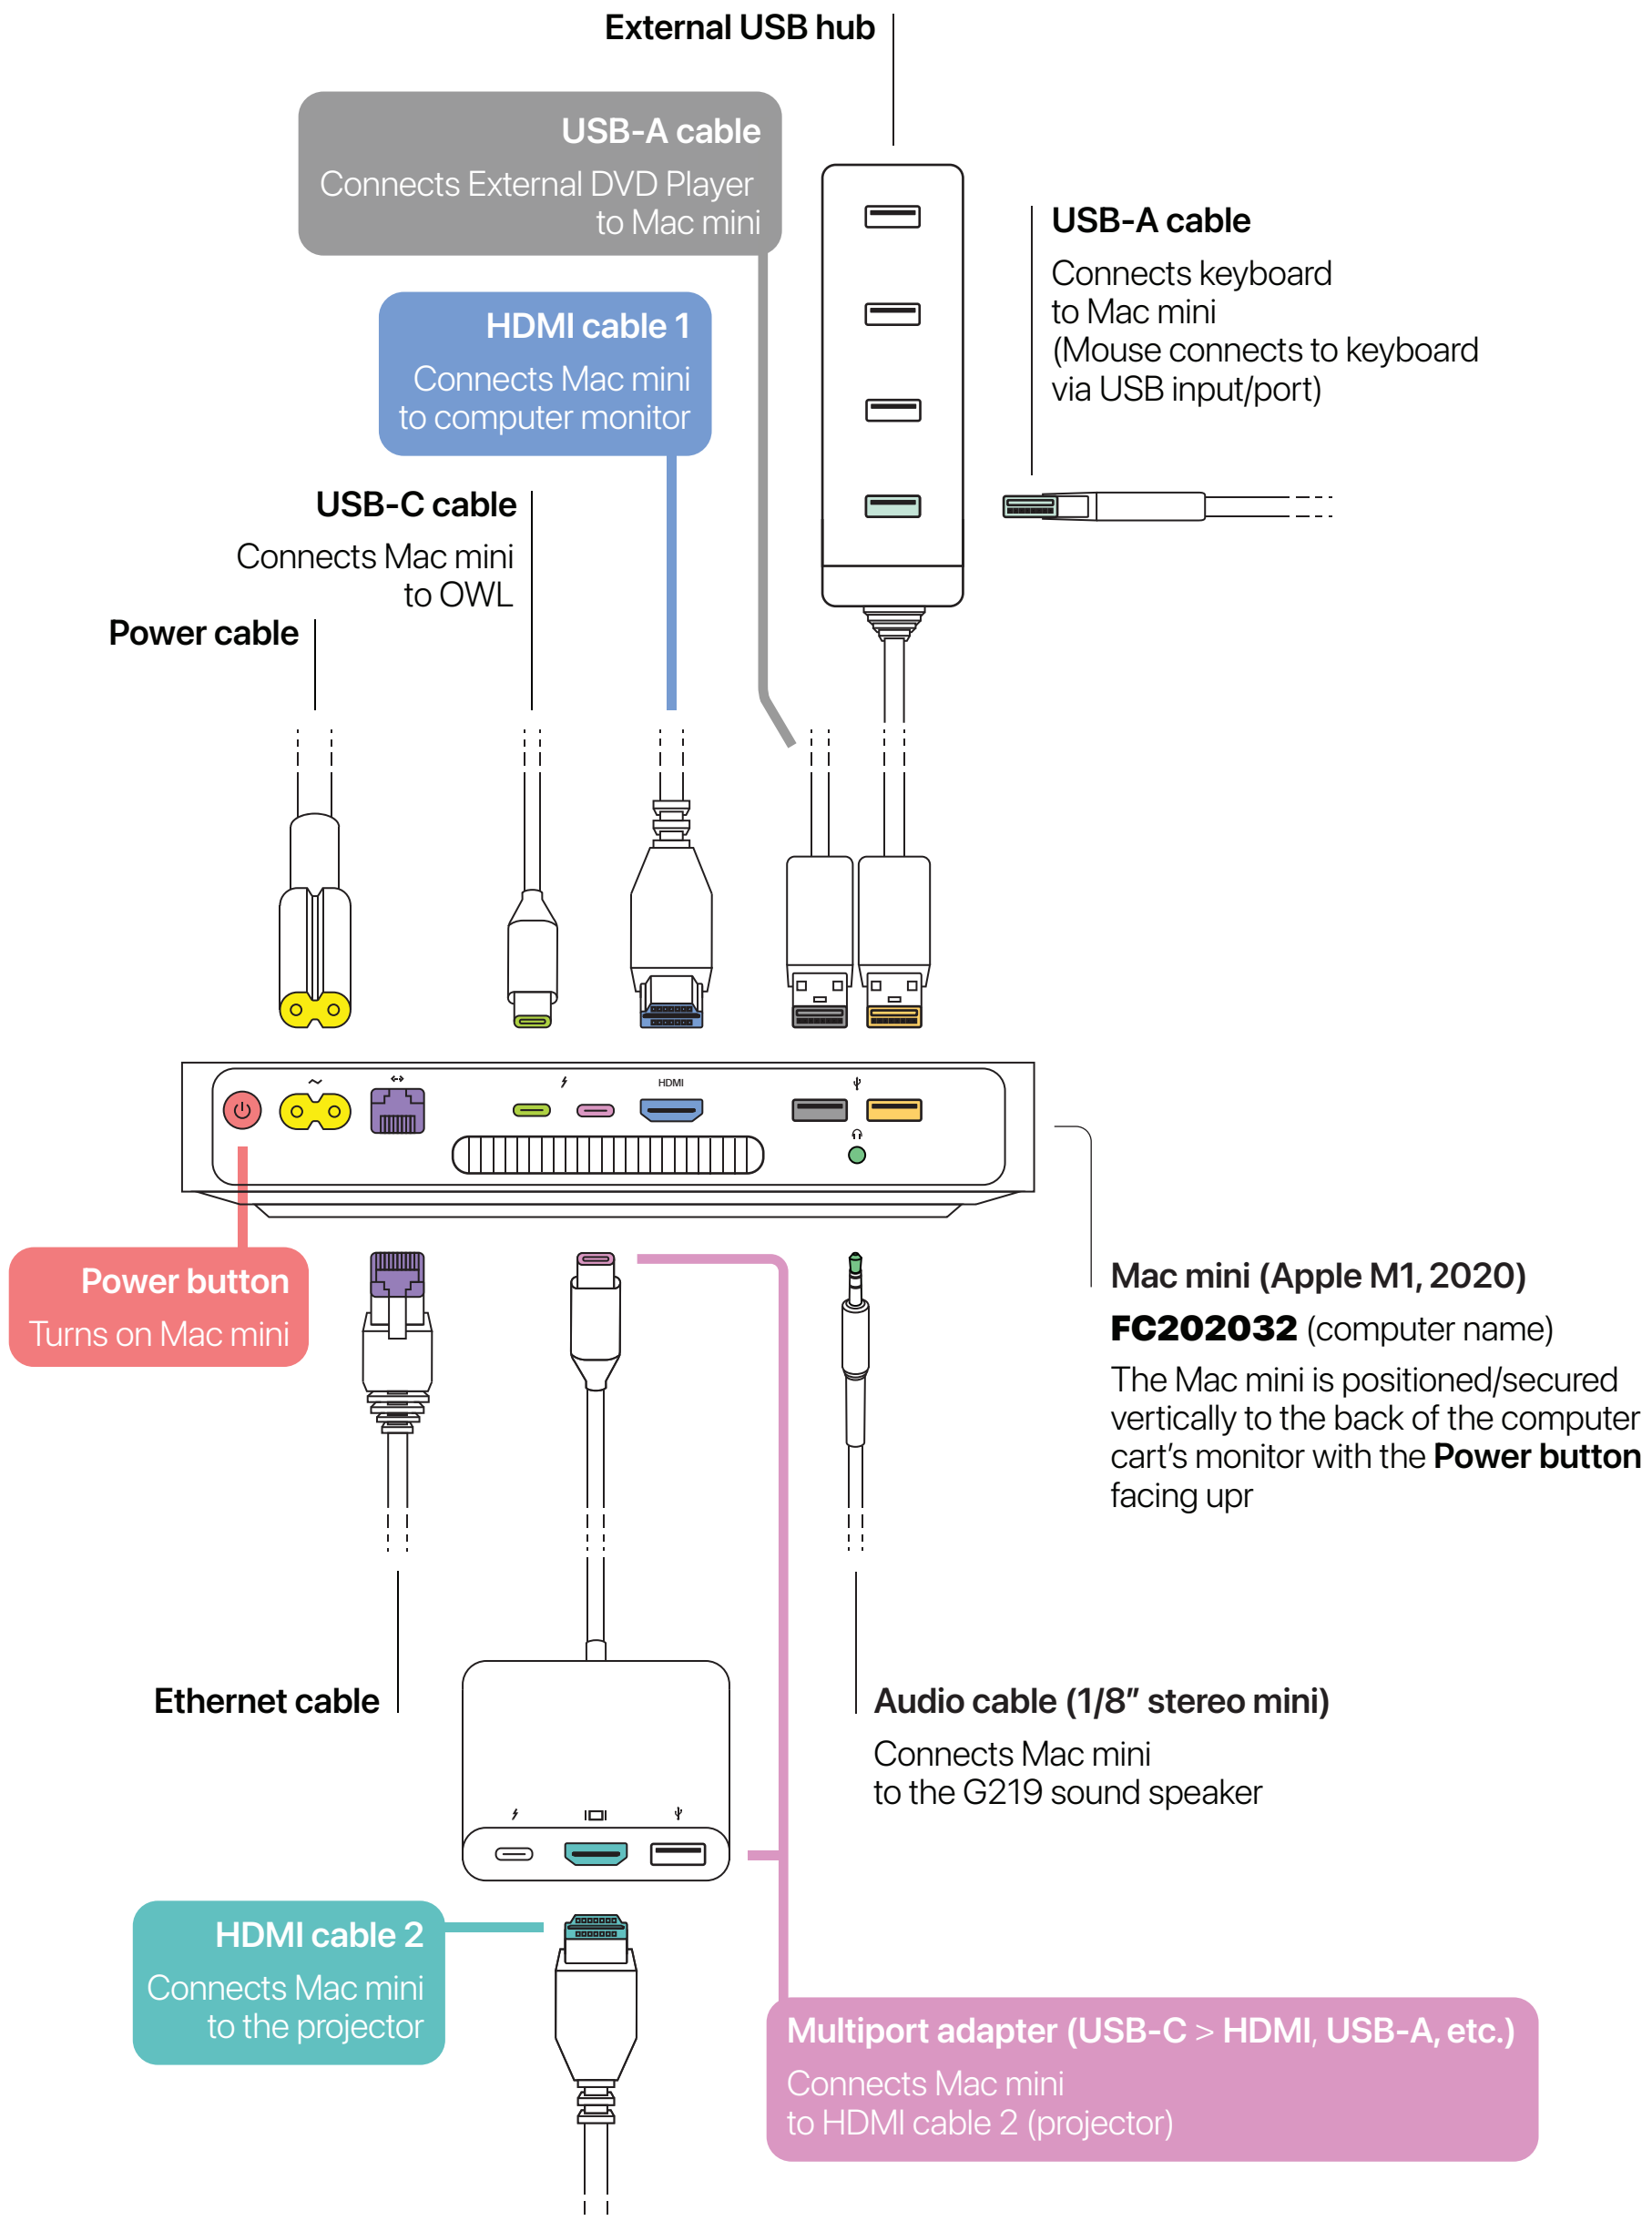 External USB hub
USB-A cable
Connects External DVD Player
to Mac mini
USB-A cable
Connects keyboard
to Mac mini
(Mouse connects to keyboard
via USB input/port)
HDMI cable 1
Connects Mac mini
to computer monitor
USB-C cable
Connects Mac mini
to OWL
Power cable
HDMI
Power button
Turns on Mac mini
Mac mini (Apple M1, 2020)
FC202032 (computer name)
The Mac mini is positioned/secured
vertically to the back of the computer
cart's monitor with the Power button
facing upr
Ethernet cable
Audio cable (1/8” stereo mini)
Connects Mac mini
to the G219 sound speaker
HDMI cable 2
Connects Mac mini
to the projector
Multiport adapter (USB-C > HDMI, USB-A, etc.)
Connects Mac mini
to HDMI cable 2 (projector)